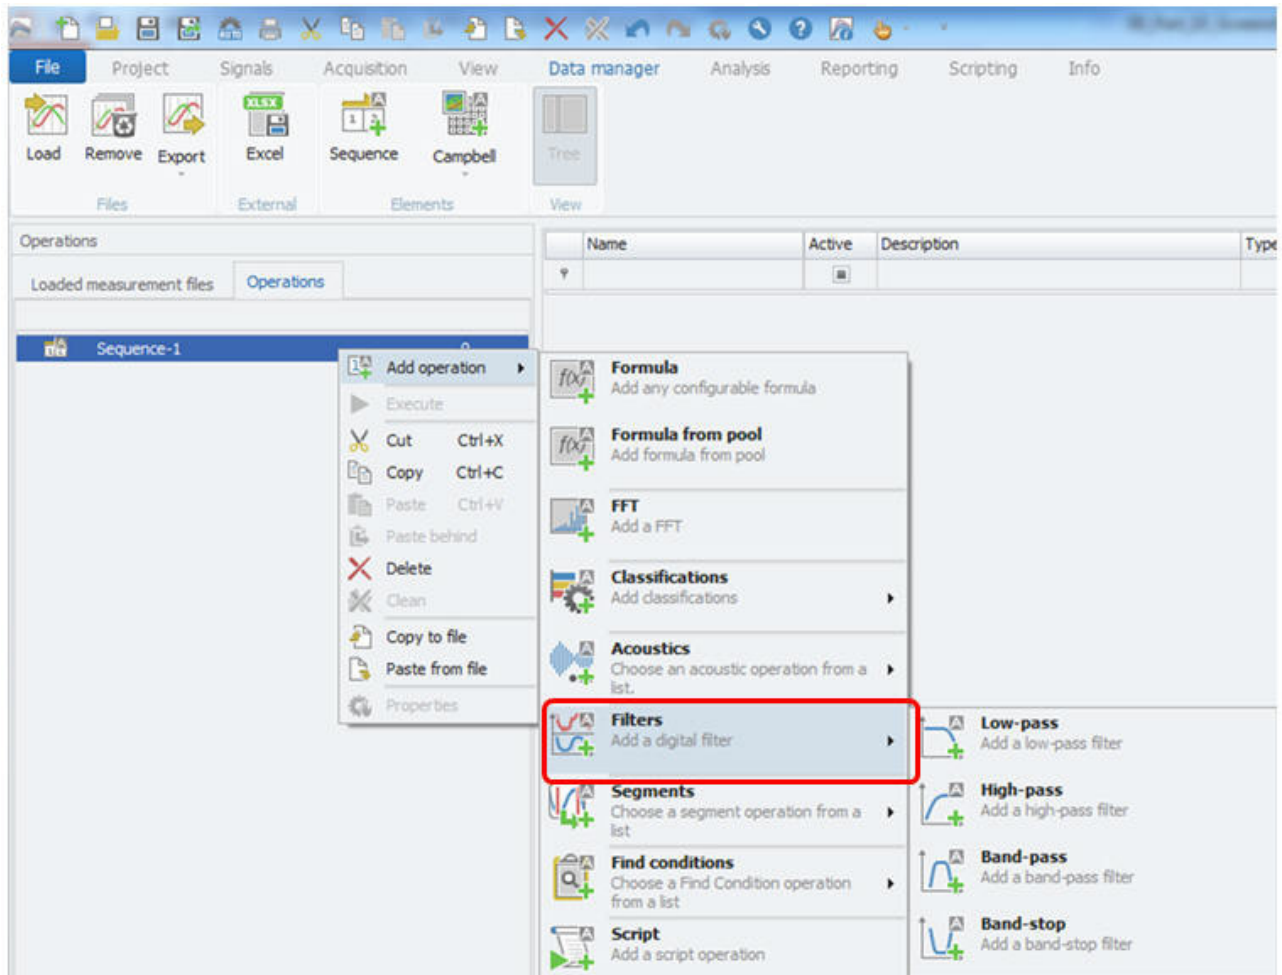 File Project Signals Acquisition View Data manager Analysis Reporting Scripting Info
XLSX
1 2
Load Remove Export Excel Sequence Campbell Tree
Files External Elements View
Operations
Name Active Description Type
Loaded measurement files Operations
Sequence-1 0
Add operation
Execute
Cut Ctrl+X
Copy Ctrl+C
Paste Ctrl+V
Paste behind
Delete
Clean
Copy to file
Paste from file
Properties
Formula
Add any configurable formula
Formula from pool
Add formula from pool
FFT
Add a FFT
Classifications
Add classifications
Acoustics
Choose an acoustic operation from a
list.
Filters
Add a digital filter
Segments
Choose a segment operation from a
list
Find conditions
Choose a Find Condition operation
from a list
Script
Add a script operation
Low-pass
Add a low-pass filter
High-pass
Add a high-pass filter
Band-pass
Add a band-pass filter
Band-stop
Add a band-stop filter